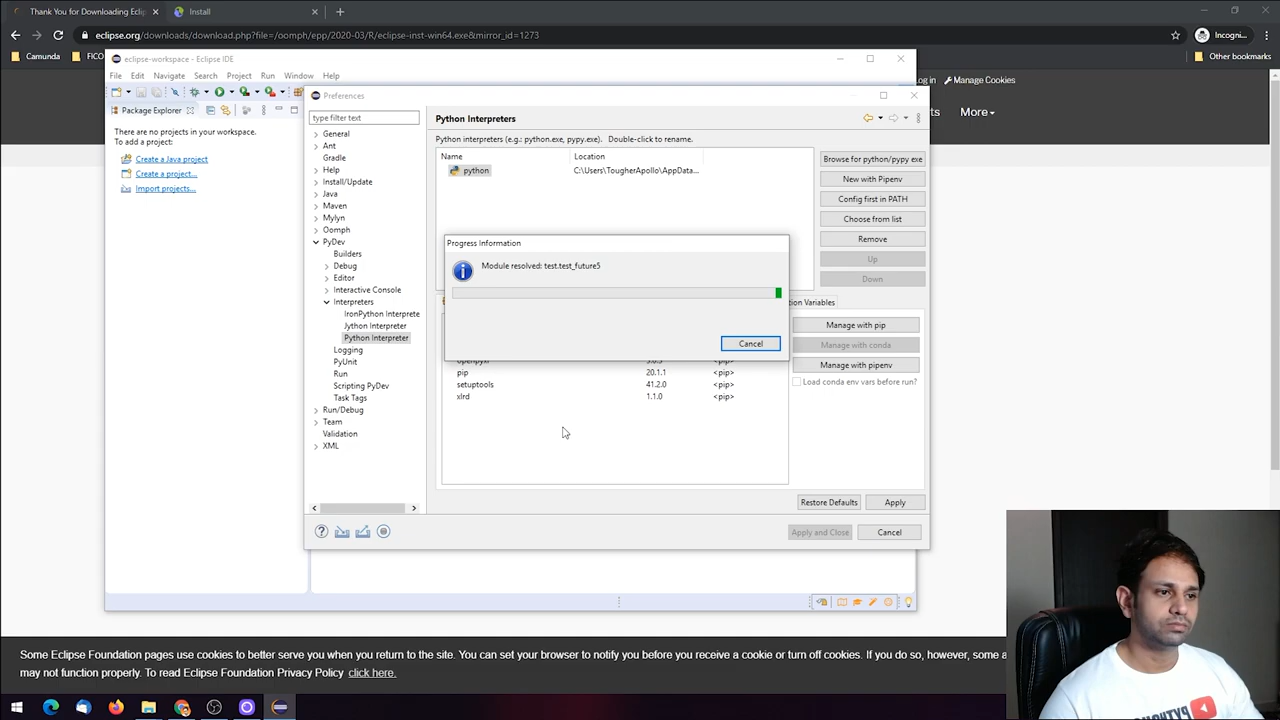 Thank You for Downloading Ecli
Install
eclipse.org/downloads/download.php?file=/oomph/epp/2020-03/R/eclipse-inst-win64.exe&mirror_id=1273
Incogni...
Camunda
FICO
Other bookmarks
Manage Cookies
More
eclipse-workspace - Eclipse IDE
File Edit Navigate Search Project Run Window Help
Package Explorer
There are no projects in your workspace.
To add a project:
Create a Java project
Create a project...
Import projects...
Preferences
type filter text
General
Ant
Gradle
Help
Install/Update
Java
Maven
Mylyn
Oomph
PyDev
Builders
Debug
Editor
Interactive Console
Interpreters
IronPython Interprete
Jython Interpreter
Python Interpreter
Logging
PyUnit
Run
Scripting PyDev
Task Tags
Run/Debug
Team
Validation
XML
Python Interpreters
Python interpreters (e.g.: python.exe, pypy.exe). Double-click to rename.
Name Location
python C:\Users\TougherApollo\AppData...
Browse for python/pypy exe
New with Pipenv
Config first in PATH
Choose from list
Remove
Up
Down
Progress Information
Module resolved: test.test_future5
Cancel
tion Variables
Manage with pip
Manage with conda
Manage with pipenv
Load conda env vars before run?
pip 20.1.1 <pip>
setuptools 41.2.0 <pip>
xlrd 1.1.0 <pip>
Restore Defaults Apply
Apply and Close Cancel
Some Eclipse Foundation pages use cookies to better serve you when you return to the site. You can set your browser to notify you before you receive a cookie or turn off cookies. If you do so, however, some a
may not function properly. To read Eclipse Foundation Privacy Policy click here.